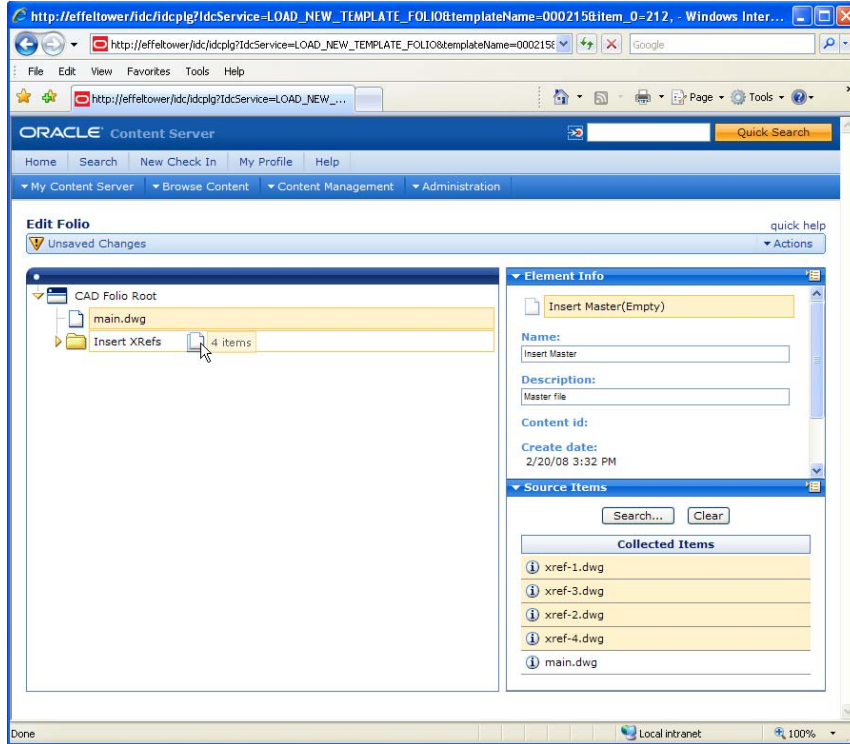 http://effeltower/idc/idcplg?IdcService=LOAD_NEW_TEMPLATE_FOLIO&templateName=000215&item_0=212, - Windows Inter...
http://effeltower/idc/idcplg?IdcService=LOAD_NEW_TEMPLATE_FOLIO&templateName=000215&
Google
File Edit View Favorites Tools Help
http://effeltower/idc/idcplg?IdcService=LOAD_NEW_...
Page Tools
ORACLE Content Server
Quick Search
Home Search New Check In My Profile Help
My Content Server Browse Content Content Management Administration
Edit Folio
quick help
Unsaved Changes
Actions
CAD Folio Root
main.dwg
Insert XRefs
4 items
Element Info
Insert Master(Empty)
Name:
Insert Master
Description:
Master file
Content id:
Create date:
2/20/08 3:32 PM
Source Items
Search... Clear
Collected Items
xref-1.dwg
xref-3.dwg
xref-2.dwg
xref-4.dwg
main.dwg
Done
Local intranet
100%